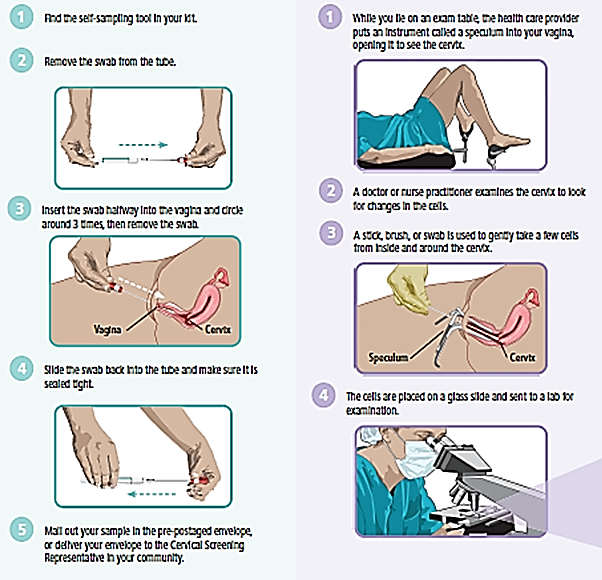 1
Find the self-sampling tool in your kit.
2
Remove the swab from the tube.
3
Insert the swab halfway into the vagina and circle
around 3 times, then remove the swab.
Vagina
Cervix
4
Slide the swab back into the tube and make sure it is
sealed tight.
5
Mail out your sample in the pre-postaged envelope,
or deliver your envelope to the Cervical Screening
Representative in your community.
1
While you lie on an exam table, the health care provider
puts an instrument called a speculum into your vagina,
opening it to see the cervix.
2
A doctor or nurse practitioner examines the cervix to look
for changes in the cells.
3
A stick, brush, or swab is used to gently take a few cells
from inside and around the cervix.
Speculum
Cervix
4
The cells are placed on a glass slide and sent to a lab for
examination.